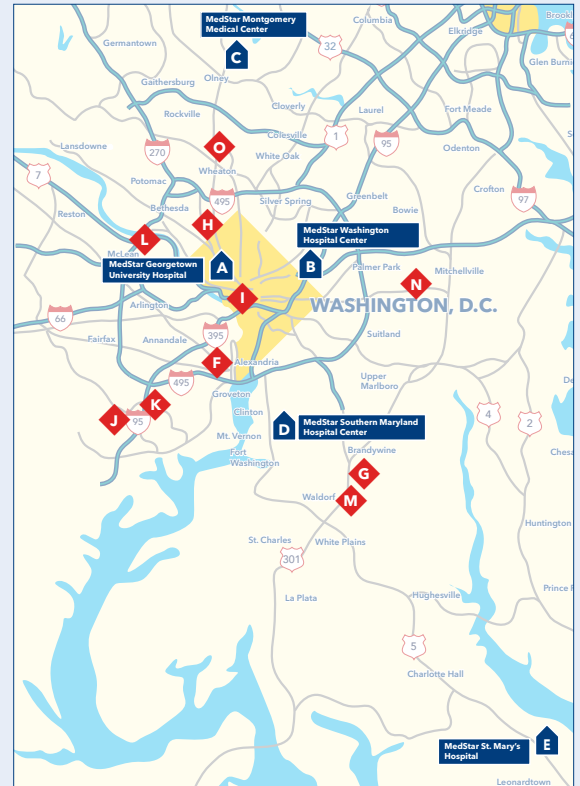 MedStar Montgomery
Medical Center
Columbia
Elkridge
Germantown
C
32
Olney
Gaithersburg
Glen Burni
Cloverly
Laurel
Fort Meade
Rockville
Colesville
1
95
Lansdowne
270
O
White Oak
Odenton
7
Wheaton
Potomac
495
Silver Spring
Greenbelt
Crofton
97
Reston
Bethesda
H
Bowie
L
MedStar Washington
Hospital Center
McLean
MedStar Georgetown
University Hospital
A
B
Palmer Park
Mitchellville
N
I
WASHINGTON, D.C.
Arlington
66
Fairfax
Annandale
395
Suitland
F
Alexandria
495
Upper
Marlboro
Groveton
K
J
95
Clinton
4
2
D
MedStar Southern Maryland
Hospital Center
Mt. Vernon
Fort
Washington
Brandywine
G
Waldorf
M
Huntington
St. Charles
White Plains
301
La Plata
Hughesville
Prince F
5
Charlotte Hall
MedStar St. Mary's
Hospital
E
Leonardtown